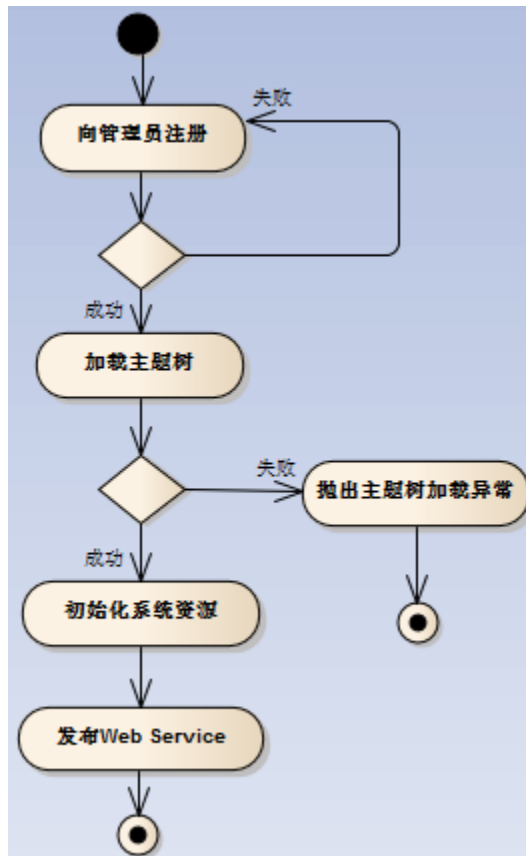 向管理员注册
失败
成功
加载主题树
失败
抛出主题树加载异常
成功
初始化系统资源
发布Web Service